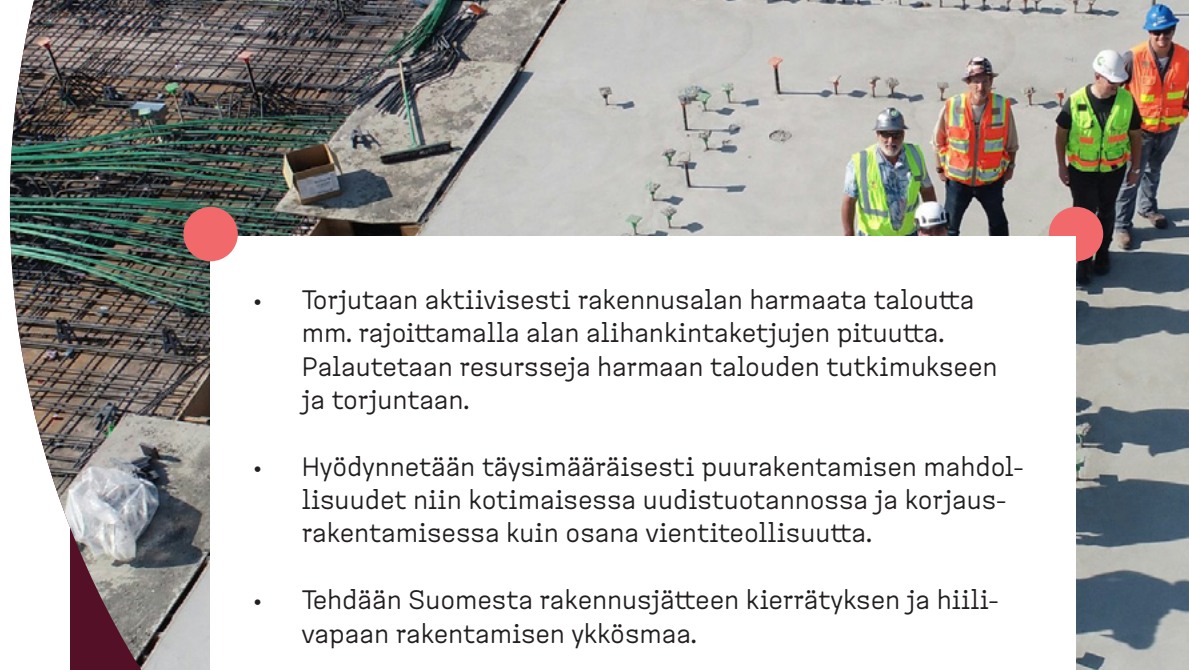 • Torjutaan aktiivisesti rakennusalan harmaata taloutta
mm. rajoittamalla alan alihankintaketjujen pituutta.
Palautetaan resursseja harmaan talouden tutkimukseen
ja torjuntaan.
• Hyödynnetään täysimääräisesti puurakentamisen mahdol-
lisuudet niin kotimaisessa uudistuotannossa ja korjaus-
rakentamisessa kuin osana vientiteollisuutta.
• Tehdään Suomesta rakennusjätteen kierrätyksen ja hiili-
vapaan rakentamisen ykkösmaa.